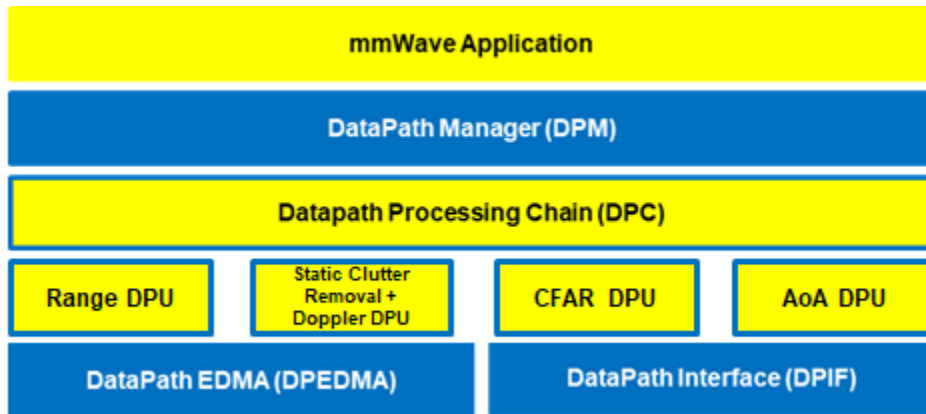 mmWave Application
DataPath Manager (DPM)
Datapath Processing Chain (DPC)
Range DPU
Static Clutter
Removal +
Doppler DPU
CFAR DPU
AoA DPU
DataPath EDMA (DPEDMA)
DataPath Interface (DPIF)